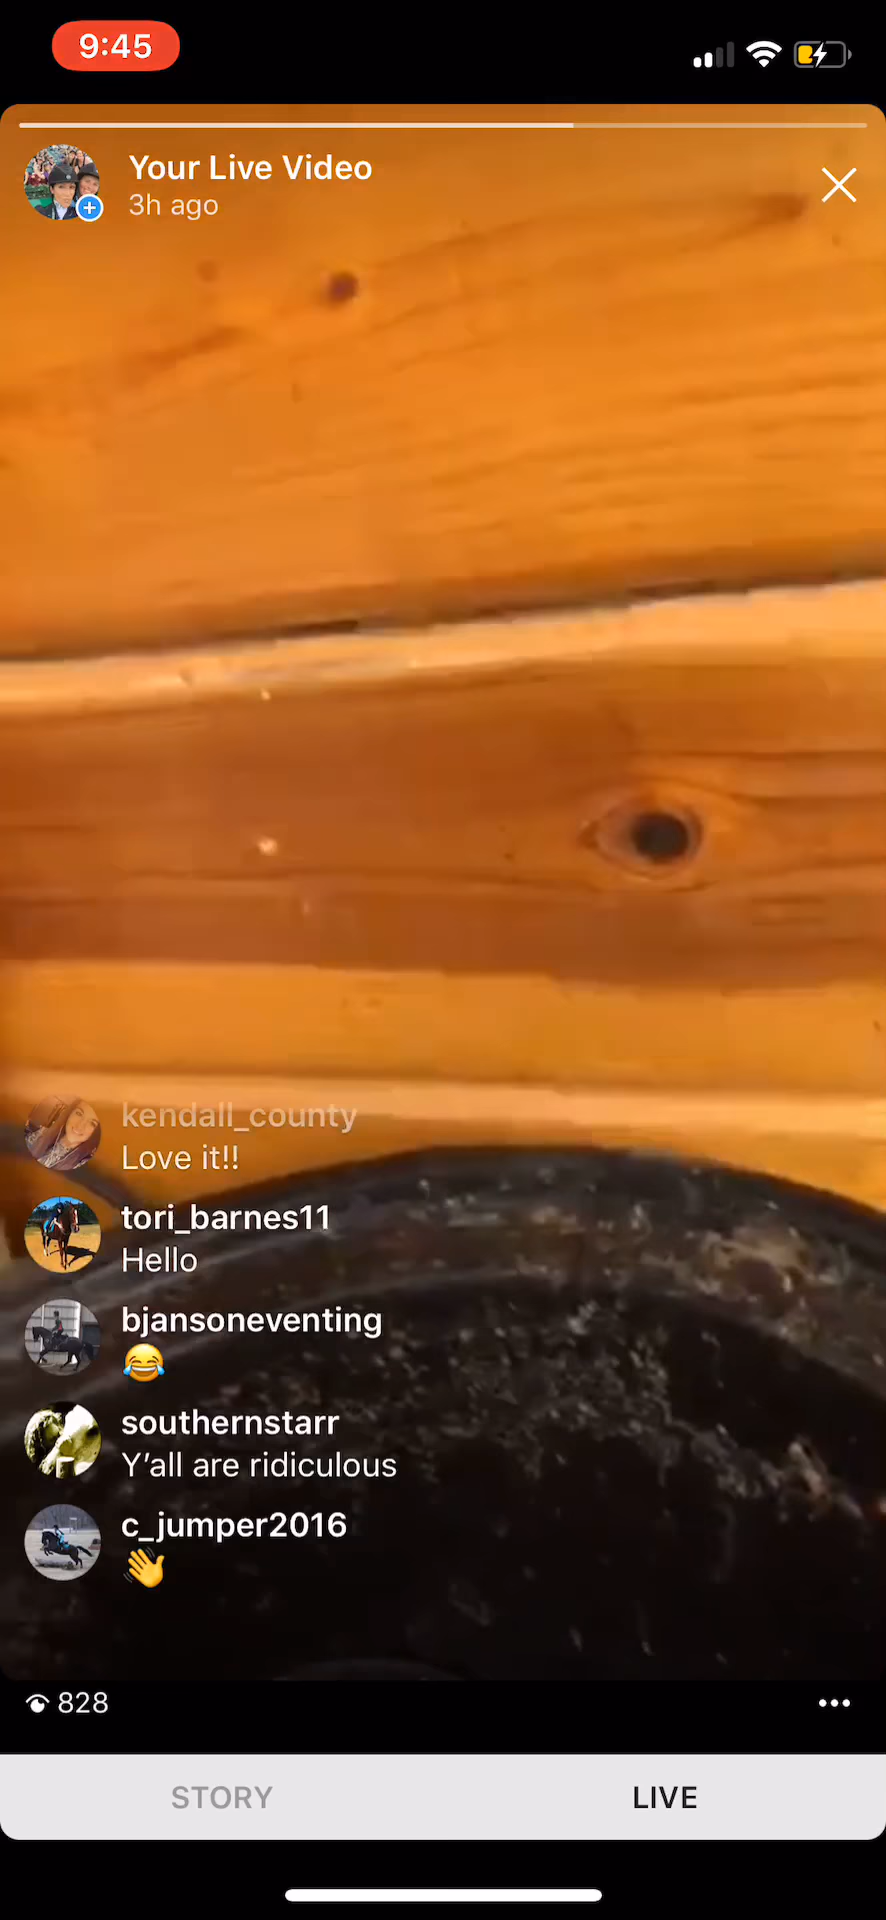 9:45
Your Live Video
3h ago
kendall_county
Love it!!
tori_barnes11
Hello
bjansoneventing
😂
southernstarr
Y'all are ridiculous
c_jumper2016
👋
828
STORY
LIVE